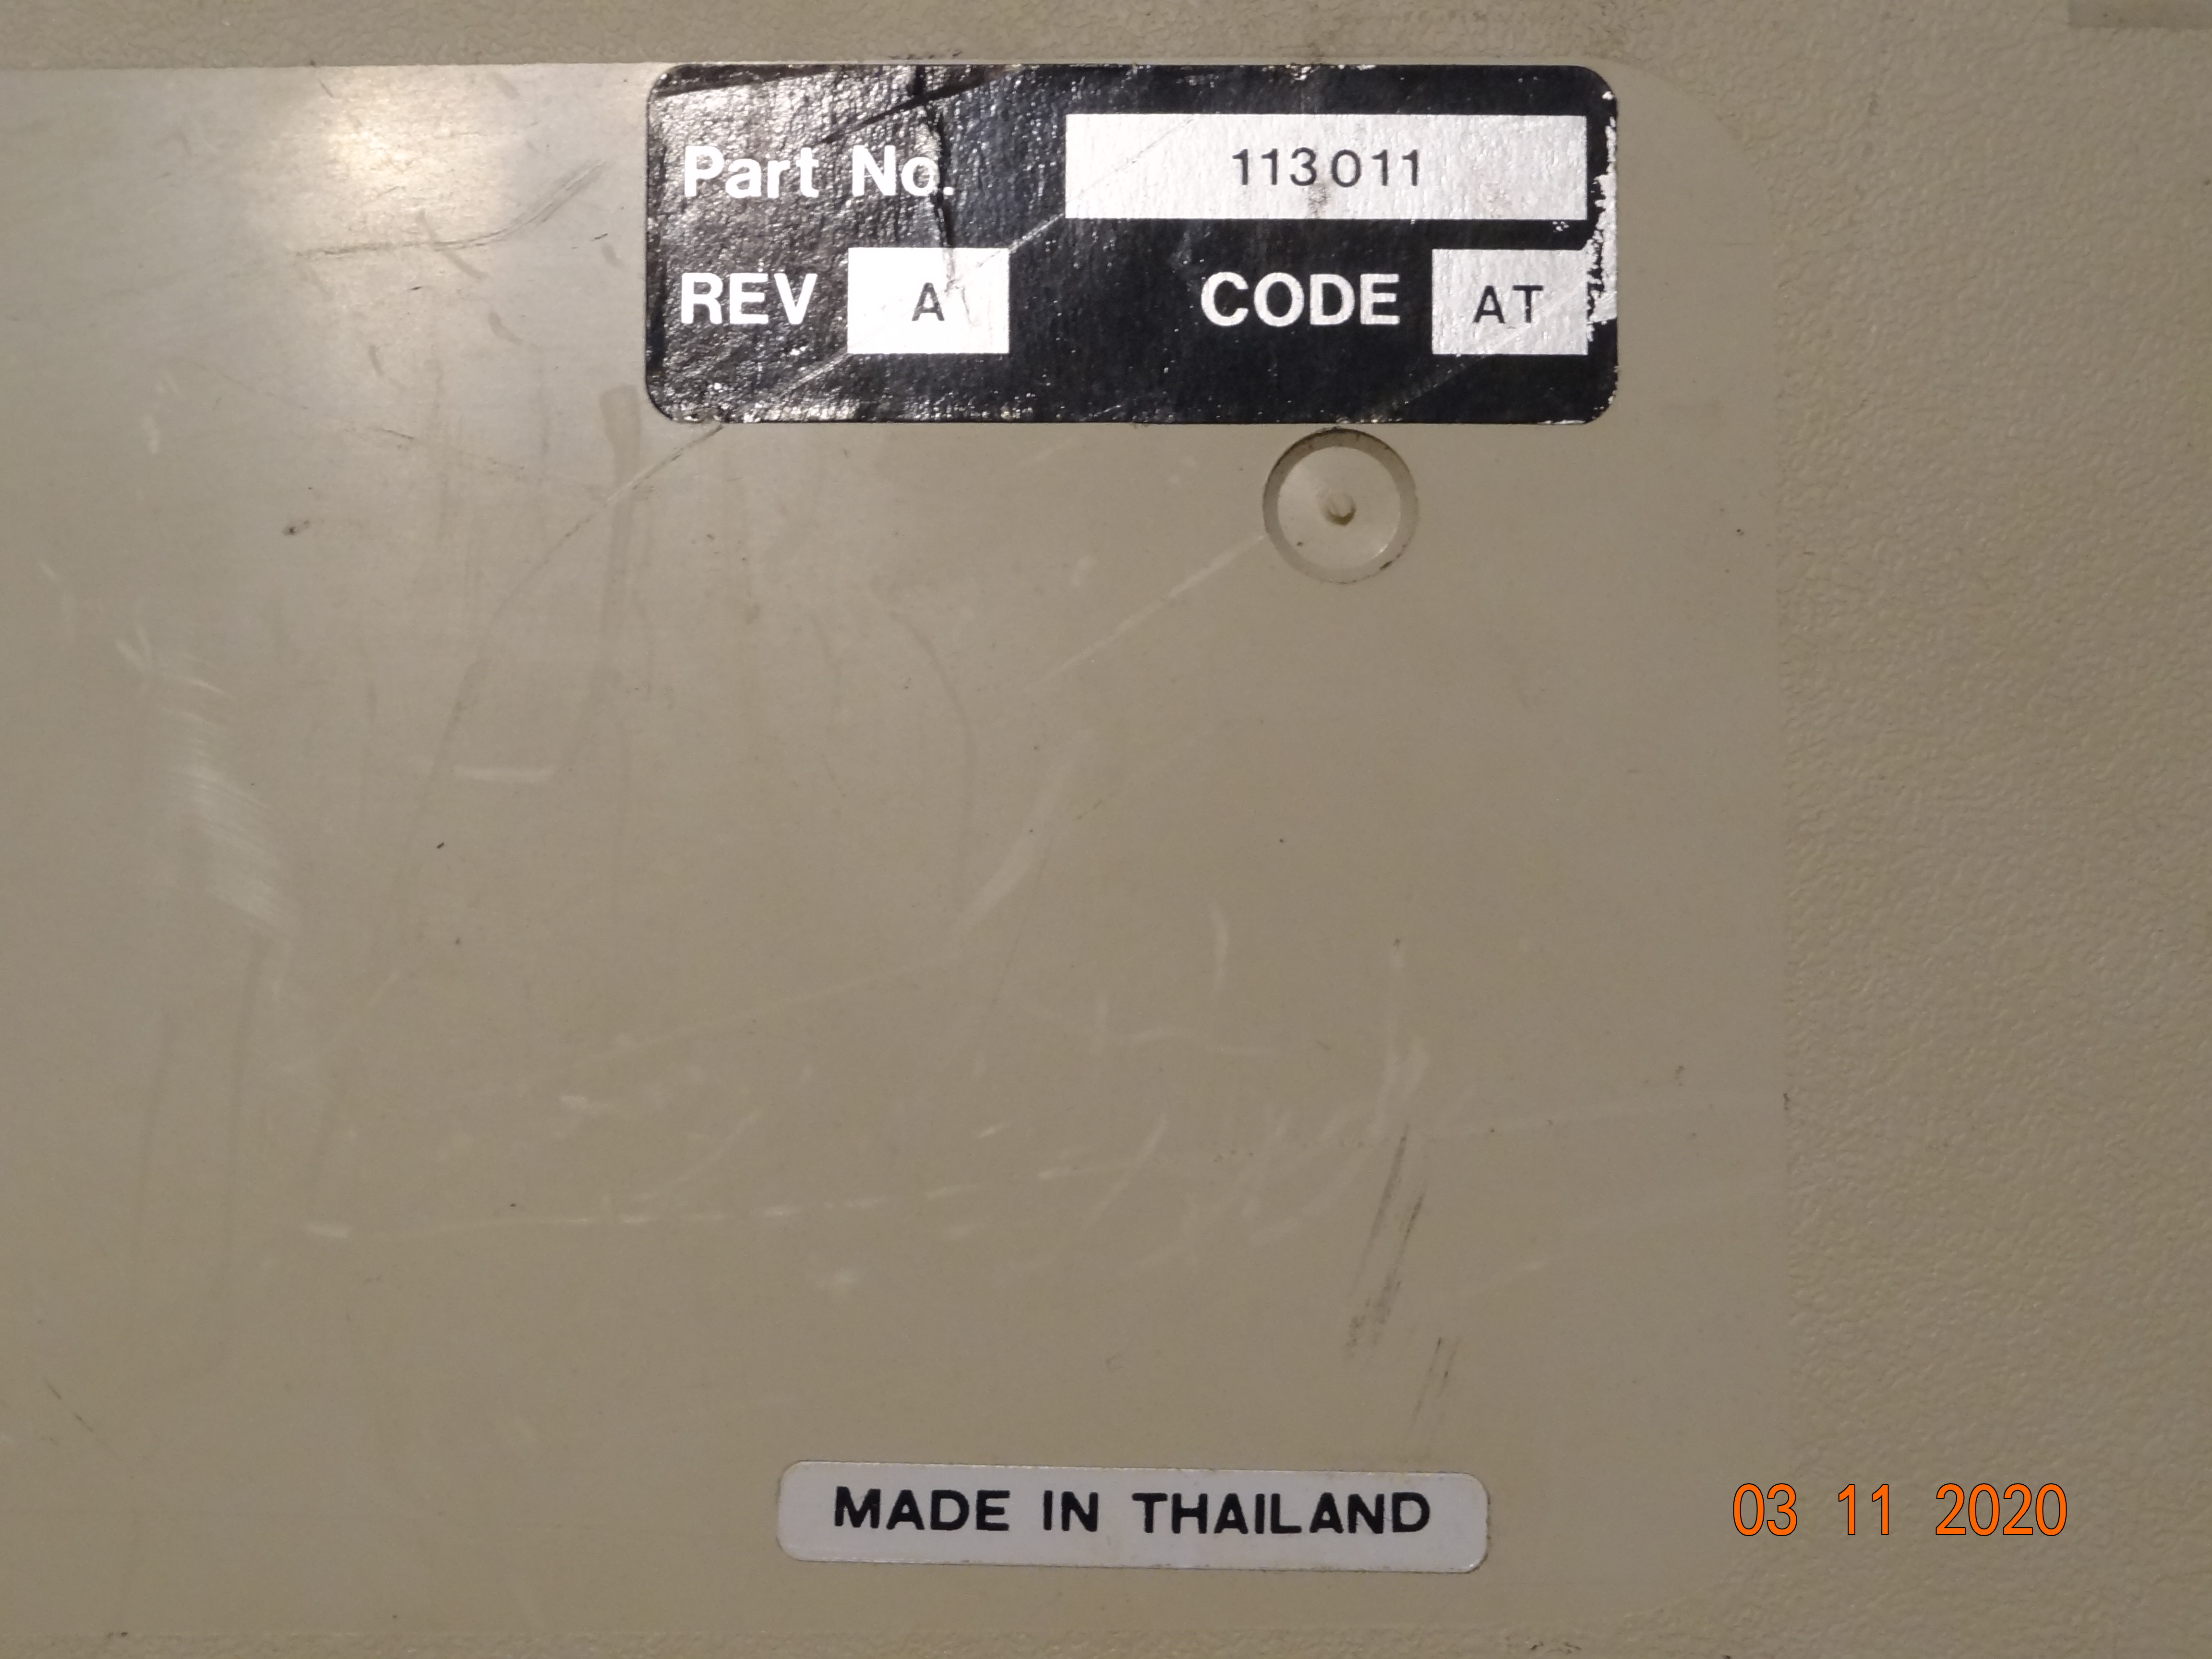 Part No. 113011
REV A CODE AT
MADE IN THAILAND
03 11 2020